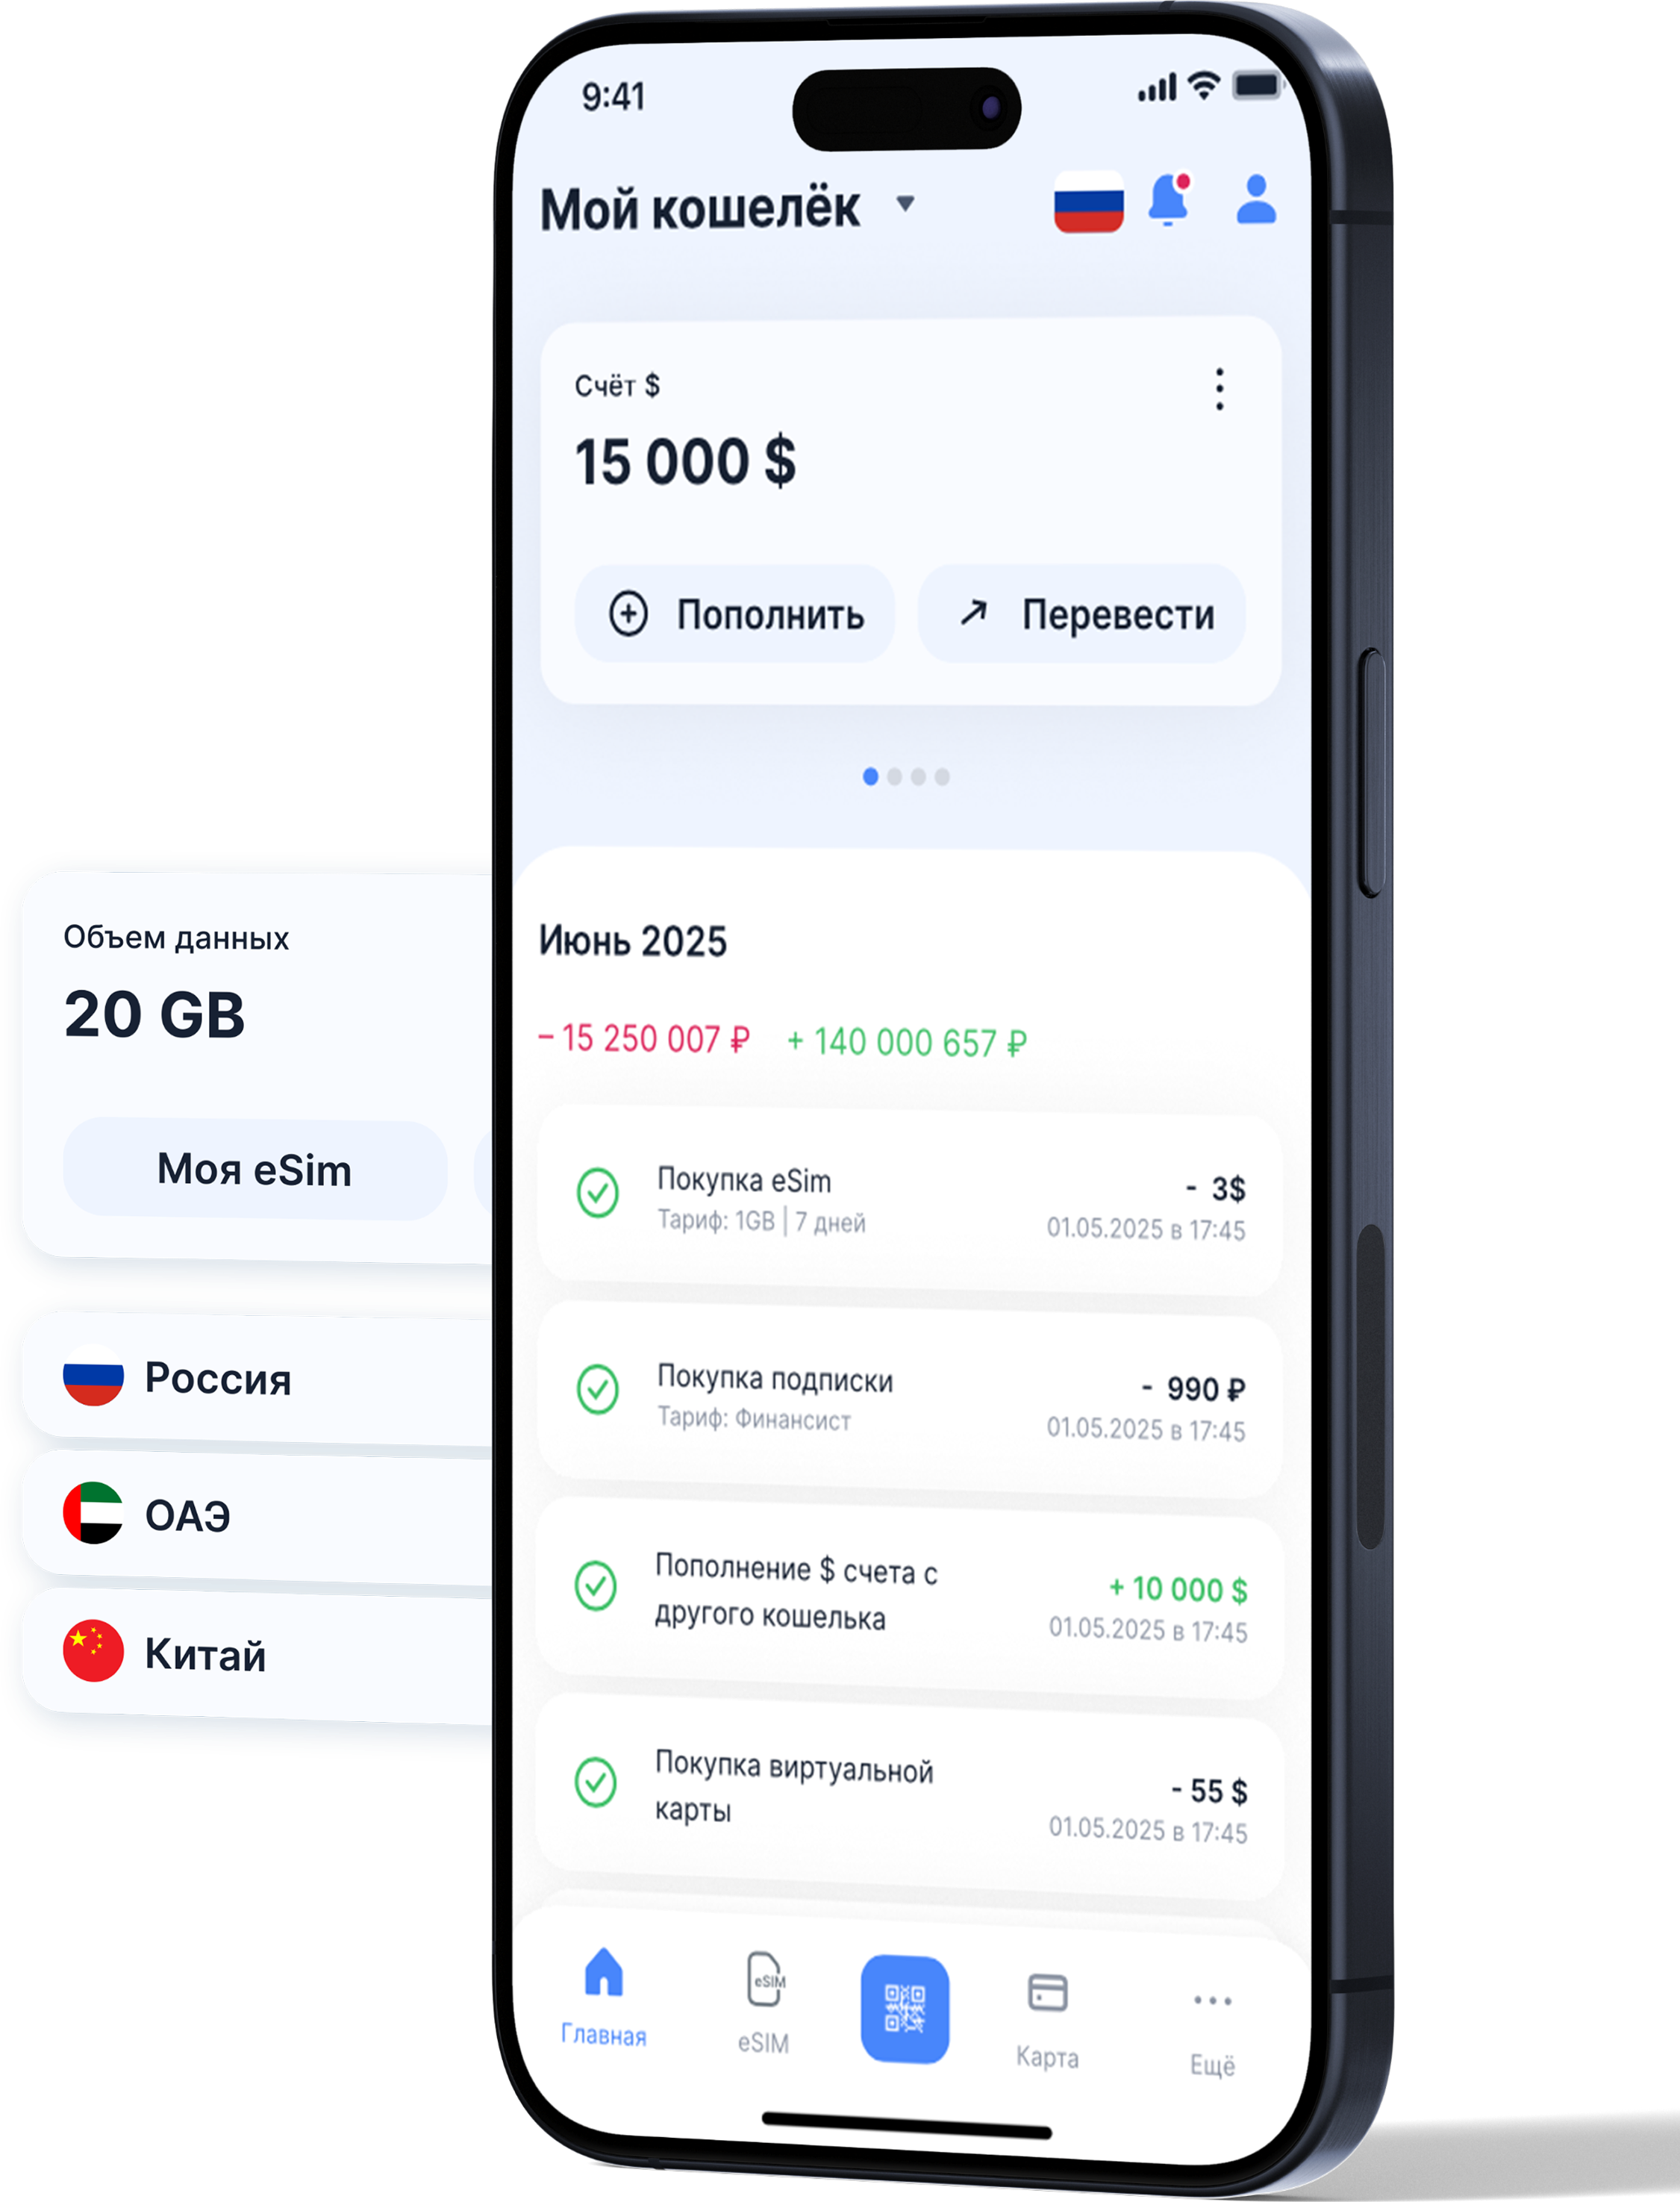 9:41
Мой кошелёк
Счёт $
15 000 $
Пополнить
Перевести
Объем данных
20 GB
Моя eSim
Россия
ОАЭ
Китай
Июнь 2025
– 15 250 007 ₽ + 140 000 657 ₽
Покупка eSim
- 3$
Тариф: 1GB | 7 дней
01.05.2025 в 17:45
Покупка подписки
- 990 ₽
Тариф: Финансист
01.05.2025 в 17:45
Пополнение $ счета с
другого кошелька
+ 10 000 $
01.05.2025 в 17:45
Покупка виртуальной
карты
- 55 $
01.05.2025 в 17:45
eSIM
Главная
eSIM
Карта
Ещё